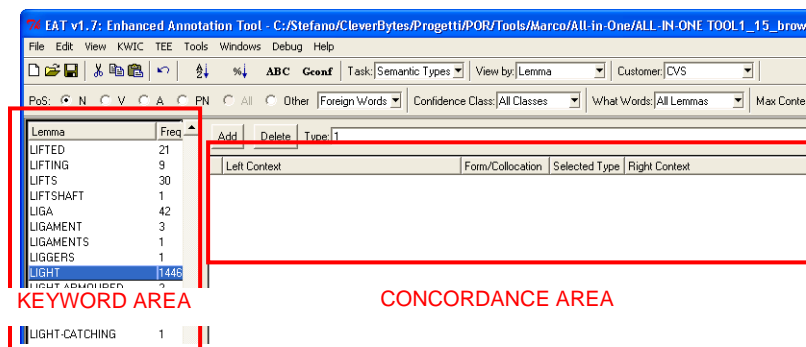 EAT v1.7: Enhanced Annotation Tool - C:/Stefano/CleverBytes/Progetti/POR/Tools/Marco/All-in-One/ALL-IN-ONE TOOL1_15_brow
File Edit View KWIC TEE Tools Windows Debug Help
ABC Gconf Task: Semantic Types View by: Lemma Customer: CVS
PoS: N V A PN All Other Foreign Words Confidence Class: All Classes What Words: All Lemmas Max Conte
Lemma Freq Add Delete Type: 1
Left Context Form/Collocation Selected Type Right Context
LIFTED 21
LIFTING 9
LIFTS 30
LIFTSHAFT 1
LIGA 42
LIGAMENT 3
LIGAMENTS 1
LIGGERS 1
LIGHT 1446
LIGHT-ARMOURED 2
KEYWORD AREA CONCORDANCE AREA
LIGHT-CATCHING 1